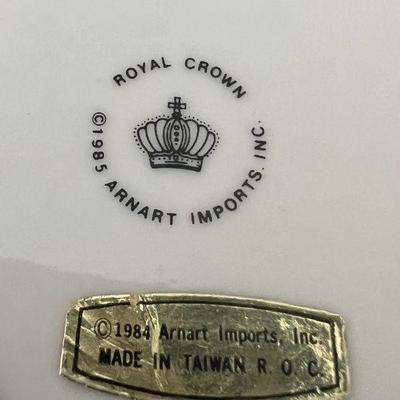 ROYAL CROWN
©1985 ARNART IMPORTS. INC.
©1984 Arnart Imports, Inc.
MADE IN TAIWAN R. O. C.